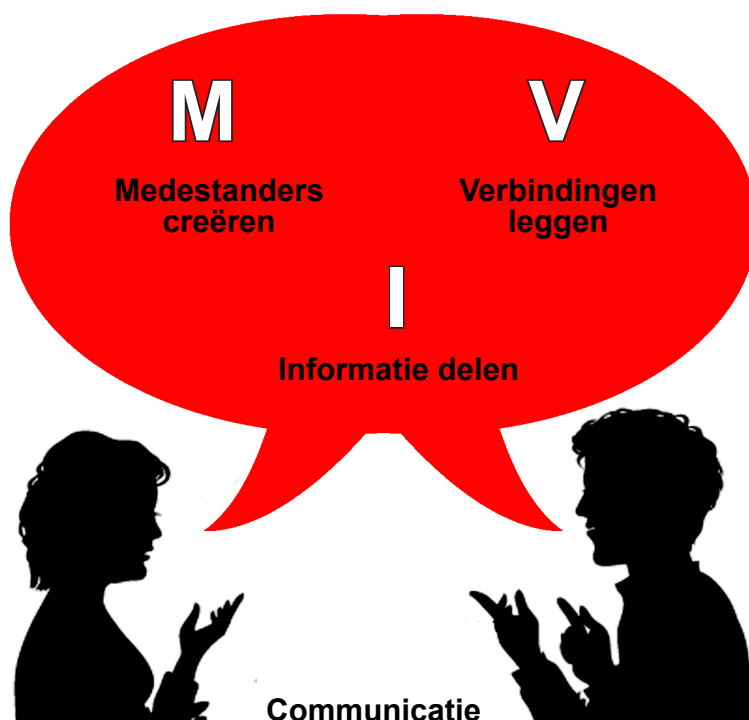 M
Medestanders
creëren
V
Verbindingen
leggen
I
Informatie delen
Communicatie